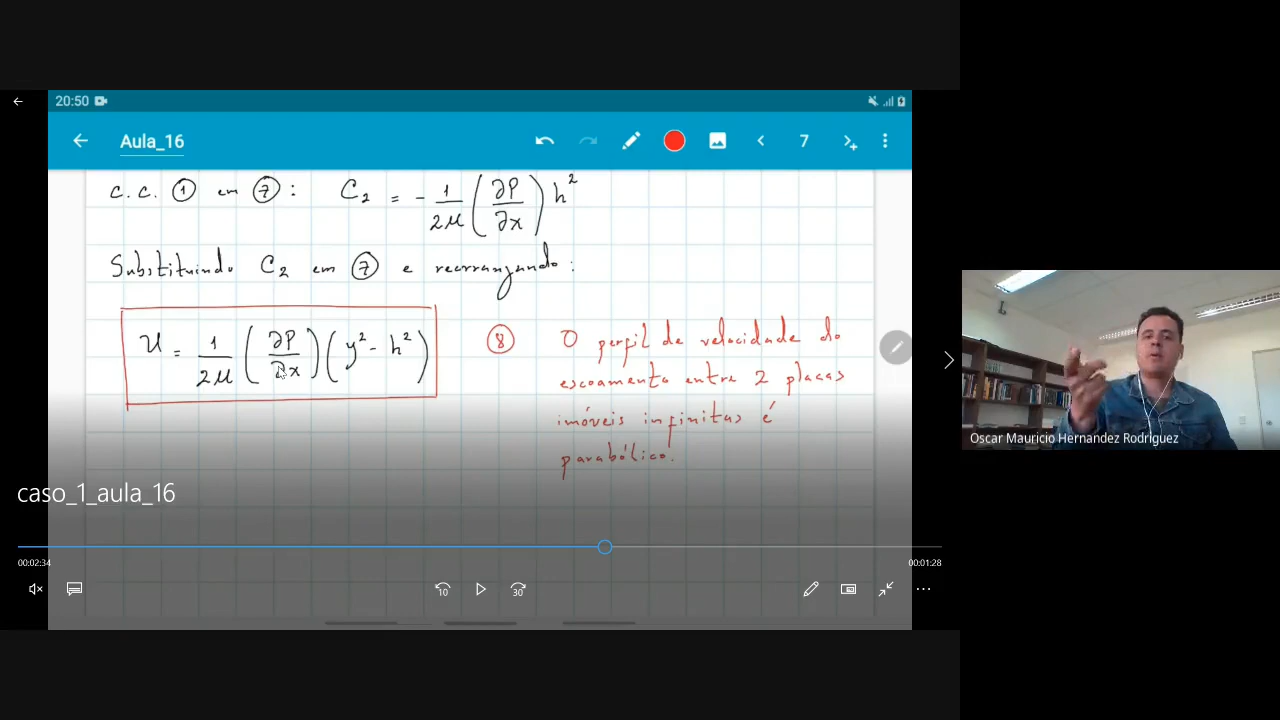 20:50
Aula_16
7
C.C. ① em ⑦: C₂ = - 1/2μ (∂P/∂x) h²
Substituindo C₂ em ⑦ e rearranjando:
u = 1/2μ (∂P/∂x) (y² - h²)
⑧ O perfil de velocidade do
escoamento entre 2 placas
imóveis infinitas é
parabólico.
caso_1_aula_16
00:02:34
00:01:28
10
30
Oscar Mauricio Hernandez Rodriguez